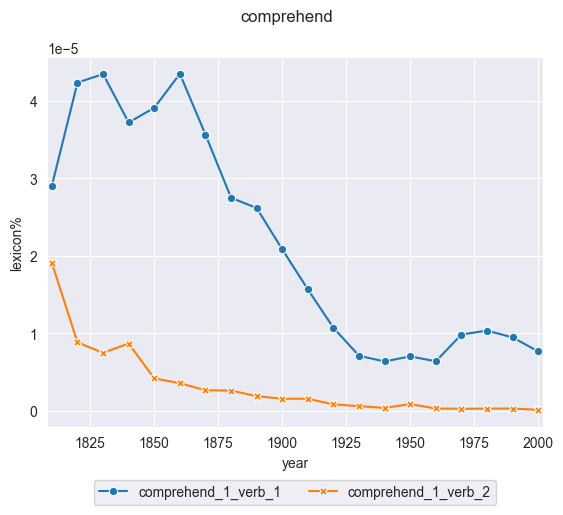 comprehend
1e−5
4
3
2
1
0
lexicon%
1825 1850 1875 1900 1925 1950 1975 2000
year
comprehend_1_verb_1 comprehend_1_verb_2